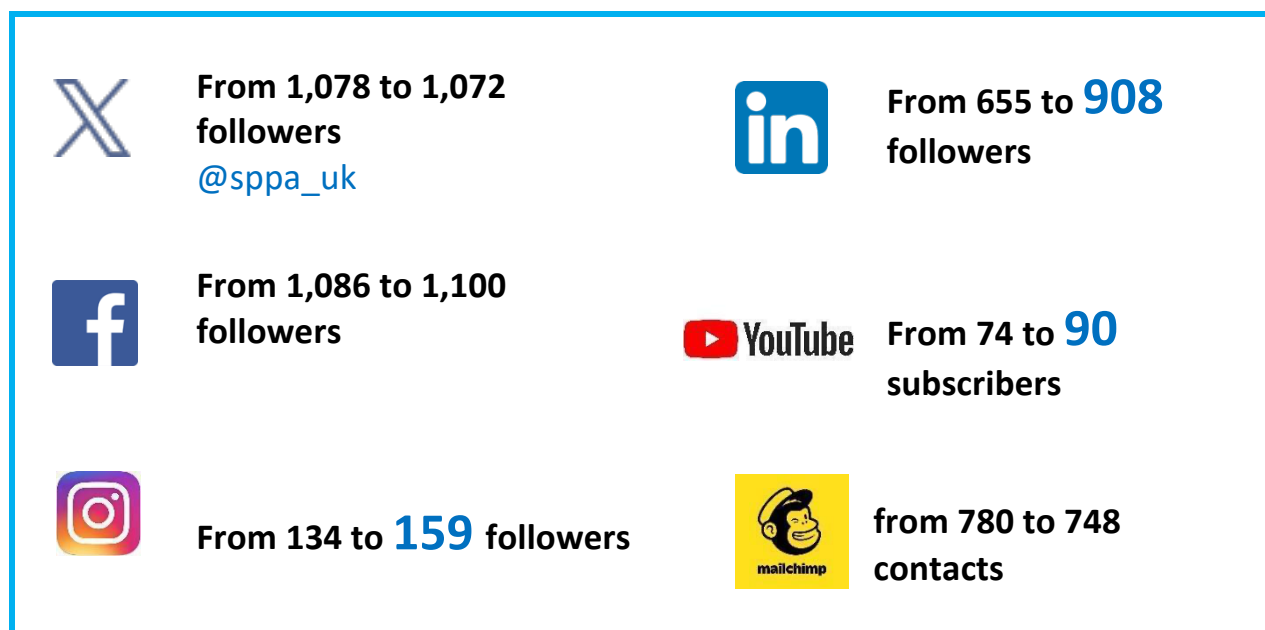 From 1,078 to 1,072
followers
@sppa_uk
in
From 655 to 908
followers
f
From 1,086 to 1,100
followers
YouTube
From 74 to 90
subscribers
From 134 to 159 followers
mailchimp
from 780 to 748
contacts